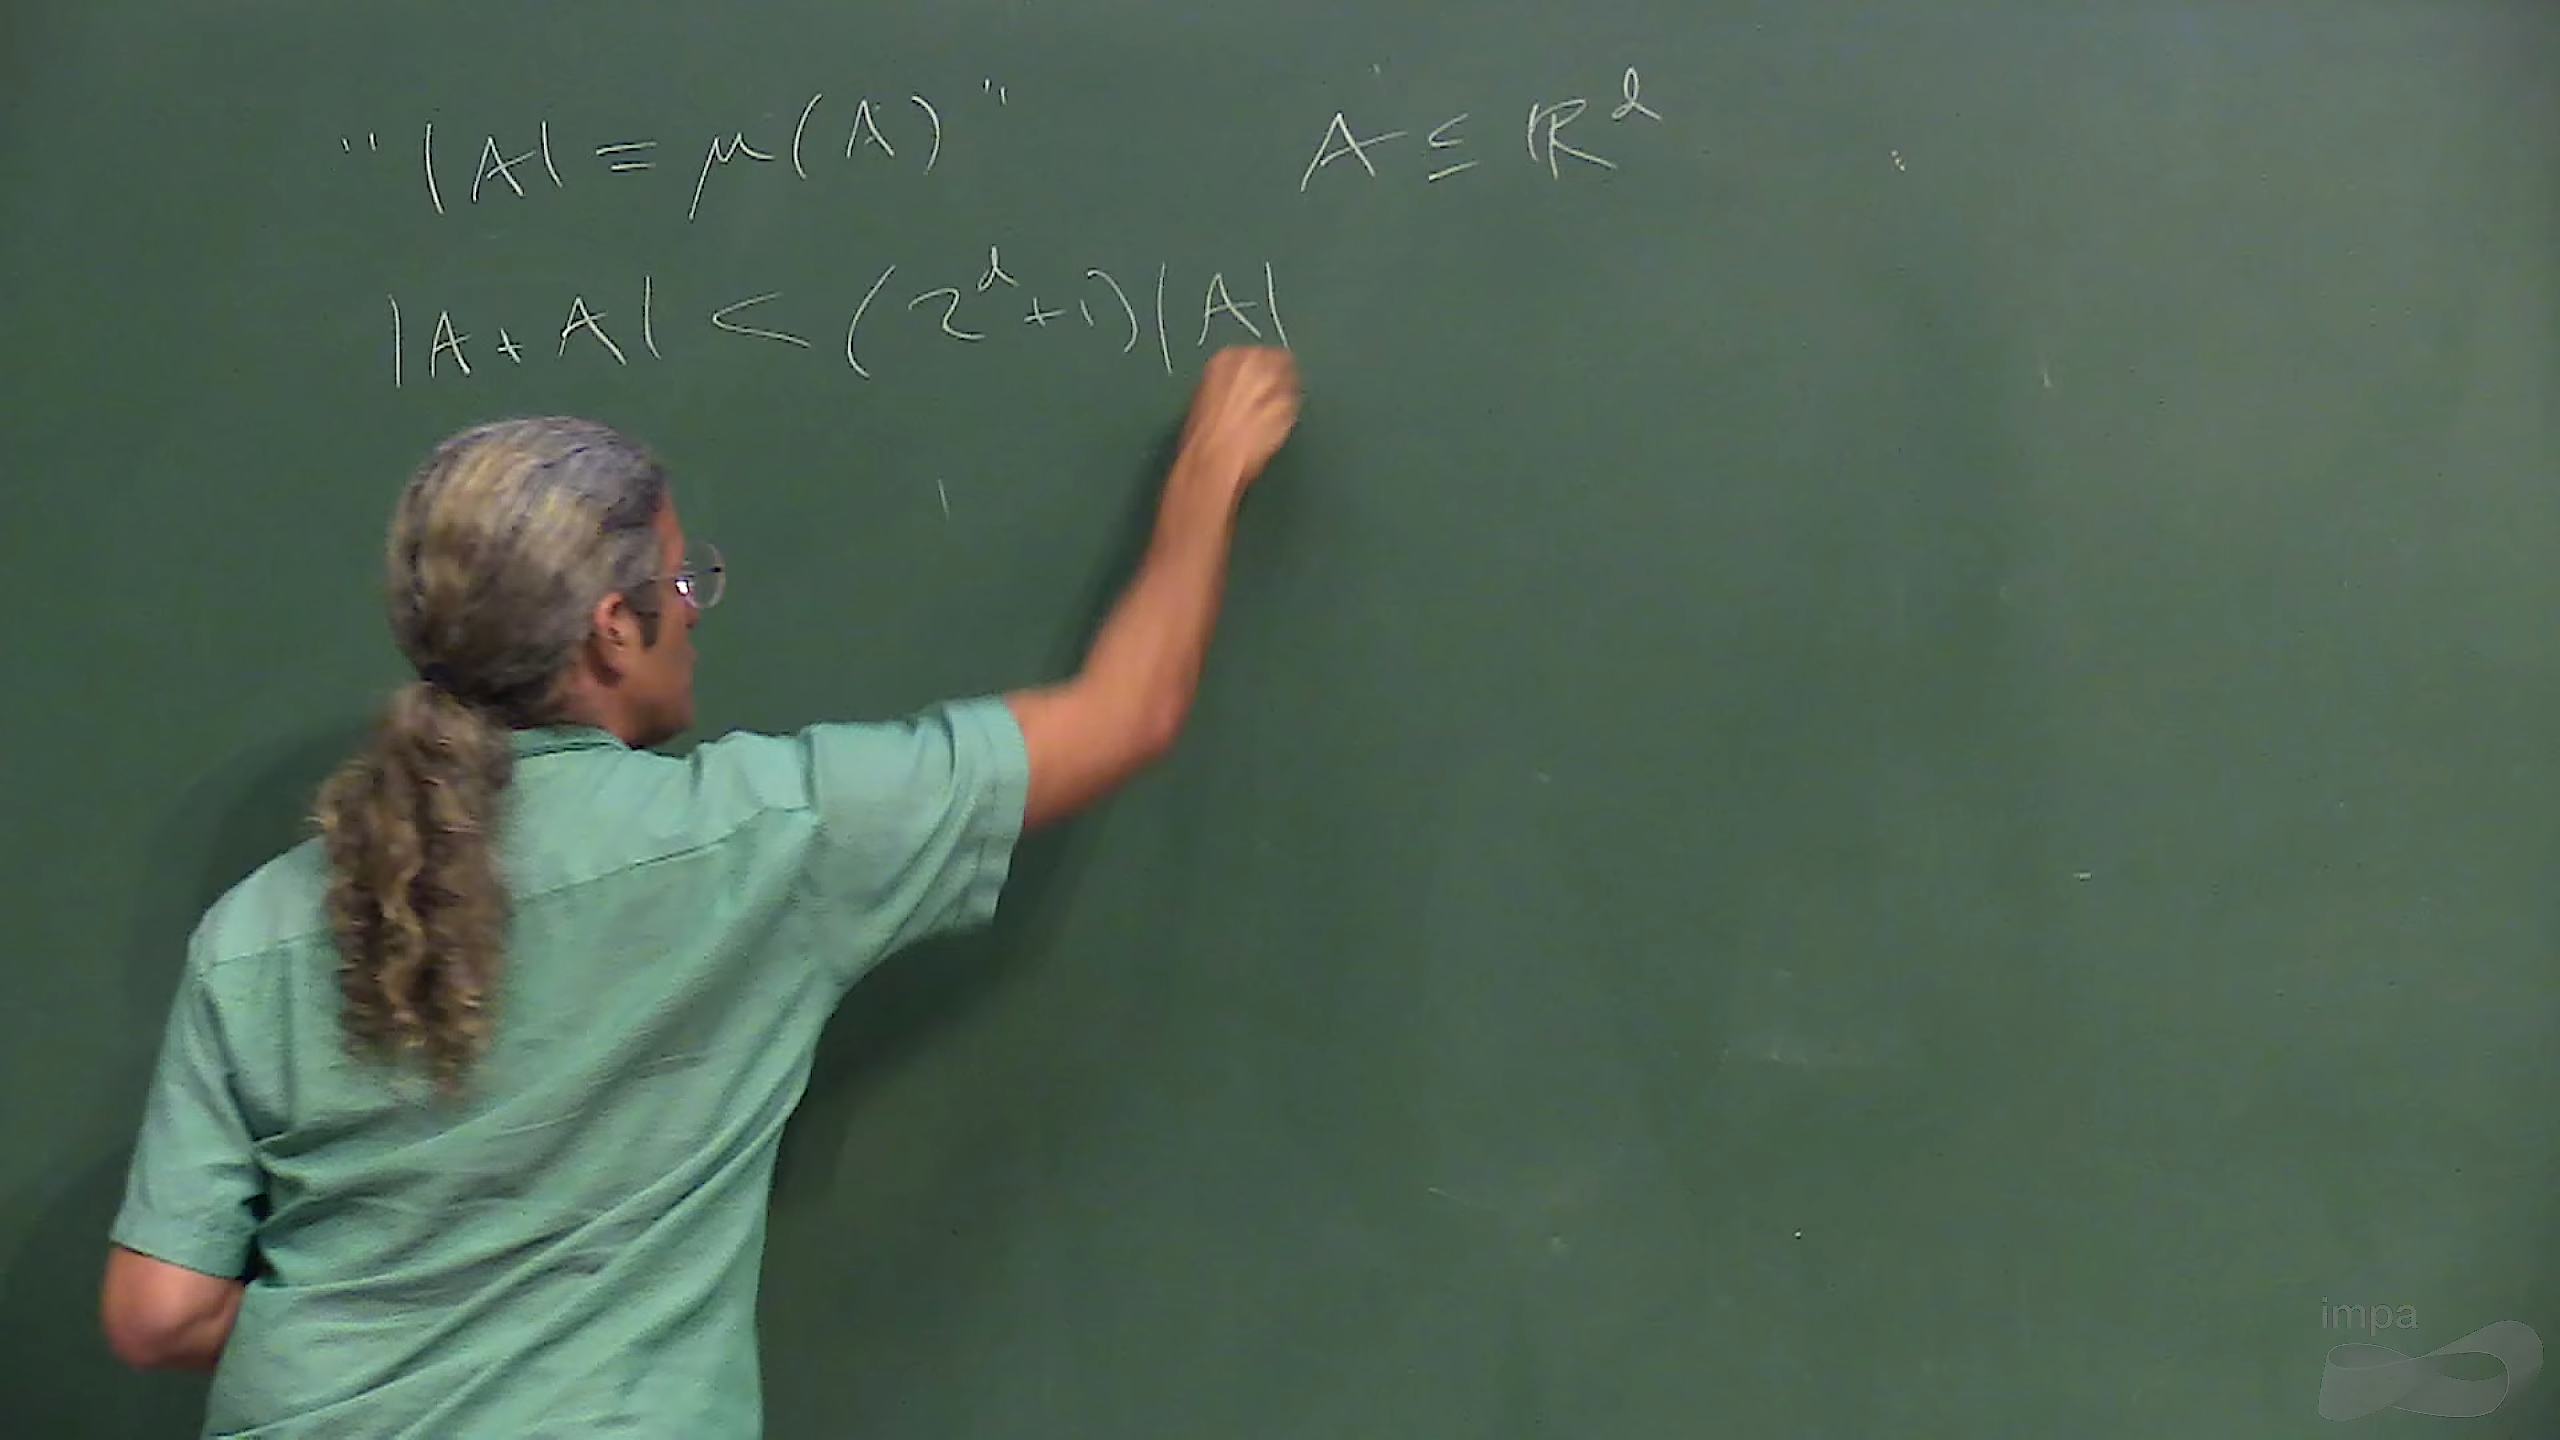 "|A| ≡ μ(A)" A ⊆ ℝ^d
|A + A| < (2^d + 1)|A|
impa